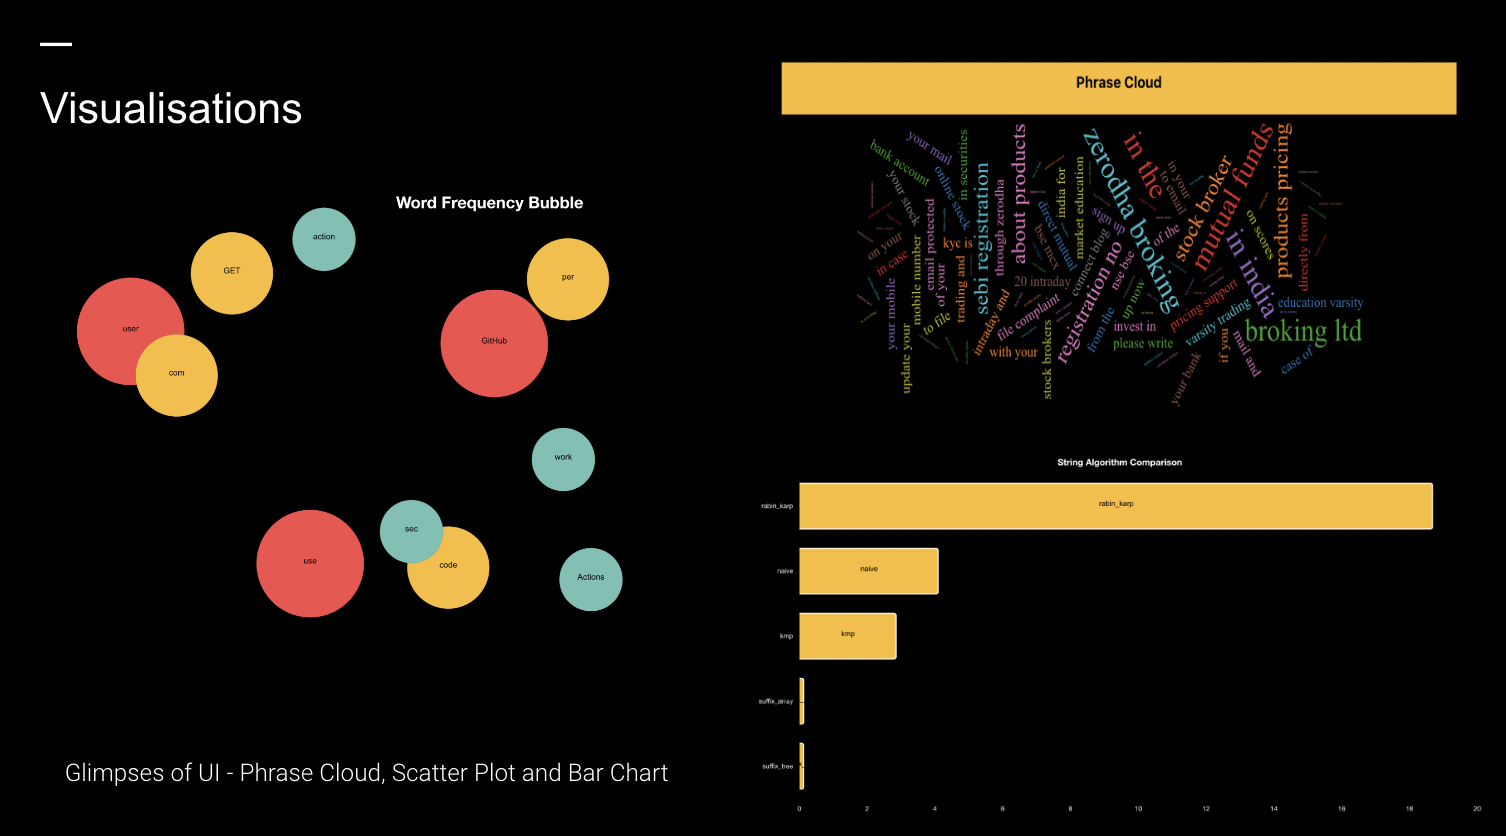 Visualisations
Word Frequency Bubble
action
GET
per
user
GitHub
com
work
sec
use
code
Actions
Glimpses of UI - Phrase Cloud, Scatter Plot and Bar Chart
Phrase Cloud
your mail
bank account
in securities
about products
zerodha broking
in the
mutual funds
products pricing
your stock
online stock
sebi registration
through zerodha
india for
market education
in your
to email
stock broker
on scores
directly from
email protected
direct mutual
sign up
of the
on your
kyc is
bse mcx
connect blog
nse bse
in india
in case
mobile number
of your
trading and
20 intraday
registration no
up now
pricing support
education varsity
your mobile
to file
intraday and
file complaint
from the
invest in
varsity trading
broking ltd
update your
with your
stock brokers
please write
if you
mail and
case of
your bank
String Algorithm Comparison
rabin_karp
rabin_karp
naive
naive
kmp
kmp
suffix_array
suffix_tree
0 2 4 6 8 10 12 14 16 18 20